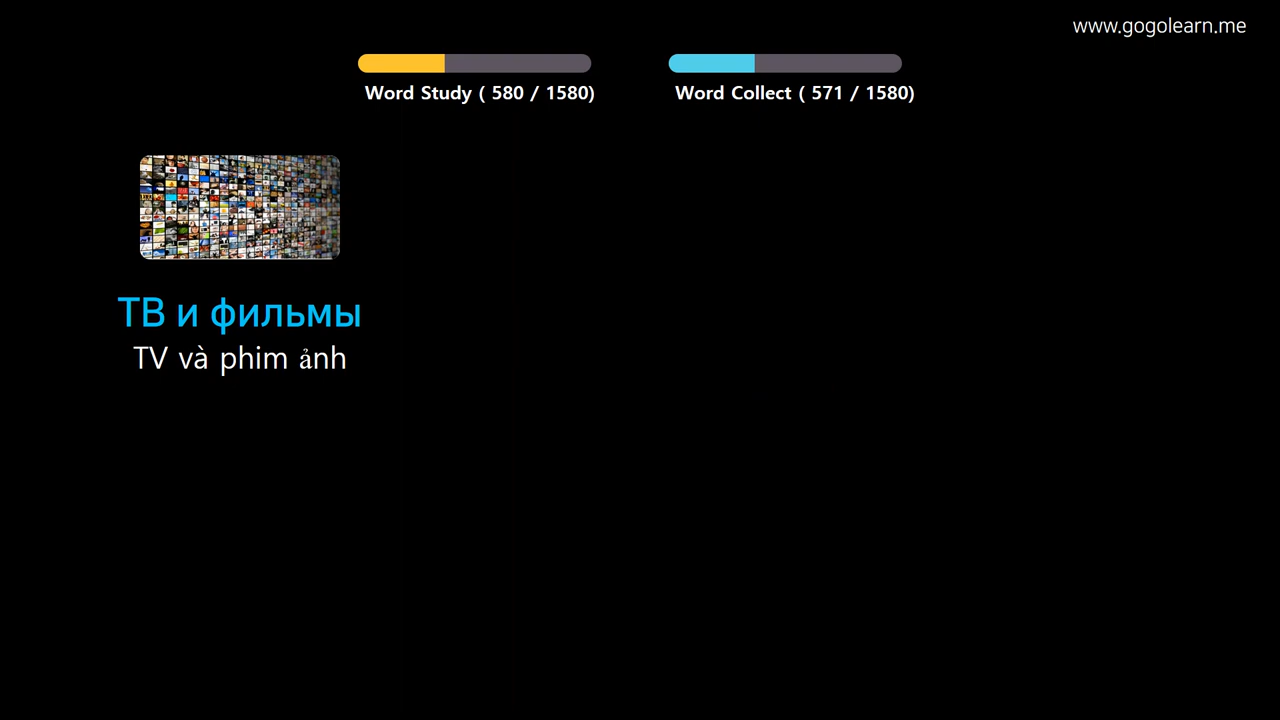 www.gogolearn.me
Word Study ( 580 / 1580)
Word Collect ( 571 / 1580)
ТВ и фильмы
TV và phim ảnh